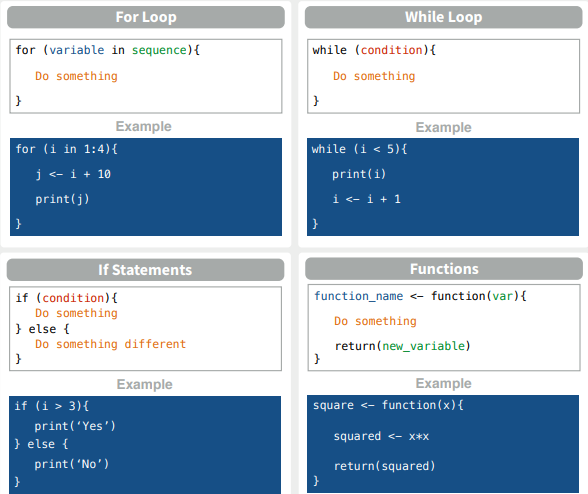 For Loop
for (variable in sequence){
Do something
}
Example
for (i in 1:4){
j <- i + 10
print(j)
}
While Loop
while (condition){
Do something
}
Example
while (i < 5){
print(i)
i <- i + 1
}
If Statements
if (condition){
Do something
} else {
Do something different
}
Example
if (i > 3){
print(‘Yes’)
} else {
print(‘No’)
}
Functions
function_name <- function(var){
Do something
return(new_variable)
}
Example
square <- function(x){
squared <- x*x
return(squared)
}